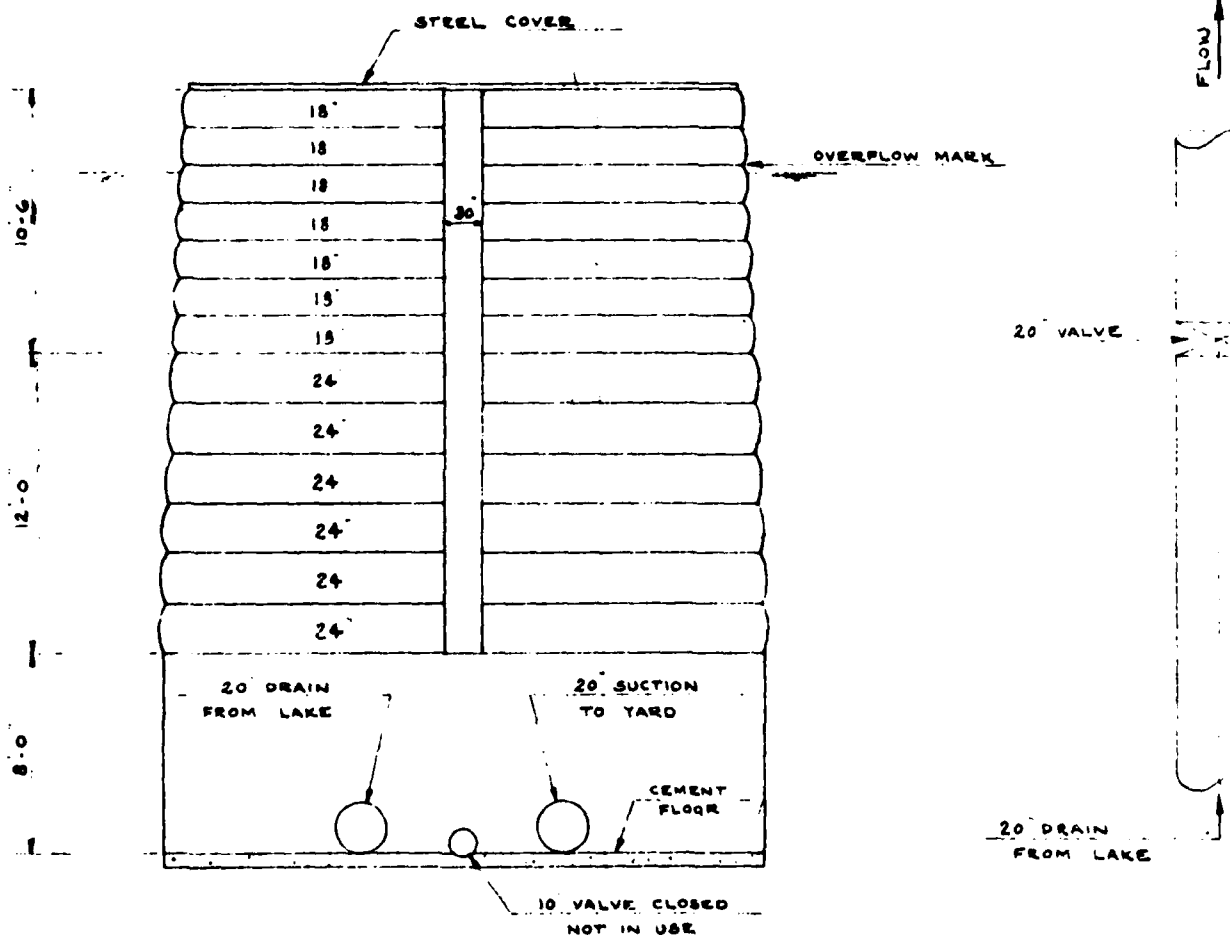 STEEL COVER
FLOW
18"
18
18
18
18"
18"
18
30"
OVERFLOW MARK
10'-6
20" VALVE
24"
24"
24
24"
24
24"
12'-0
20" DRAIN
FROM LAKE
20" SUCTION
TO YARD
8'-0
CEMENT
FLOOR
20" DRAIN
FROM LAKE
10" VALVE CLOSED
NOT IN USE